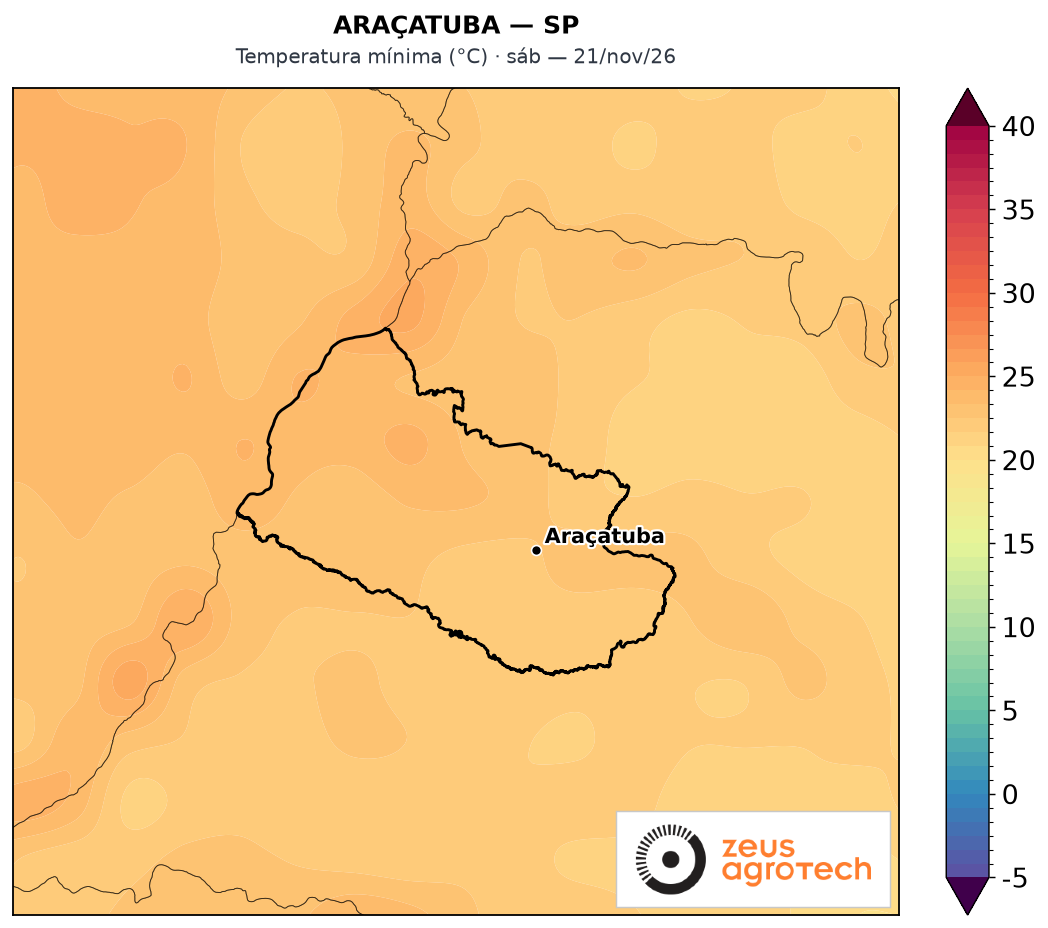 ARAÇATUBA — SP
Temperatura mínima (°C) · sáb — 21/nov/26
40
35
30
25
20
15
10
5
0
-5
Araçatuba
zeus
agrotech